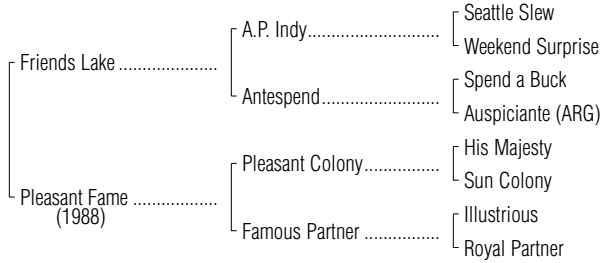 Seattle Slew
A.P. Indy
Weekend Surprise
Friends Lake
Spend a Buck
Antespend
Auspiciante (ARG)
His Majesty
Pleasant Colony
Sun Colony
Pleasant Fame
(1988)
Illustrious
Famous Partner
Royal Partner